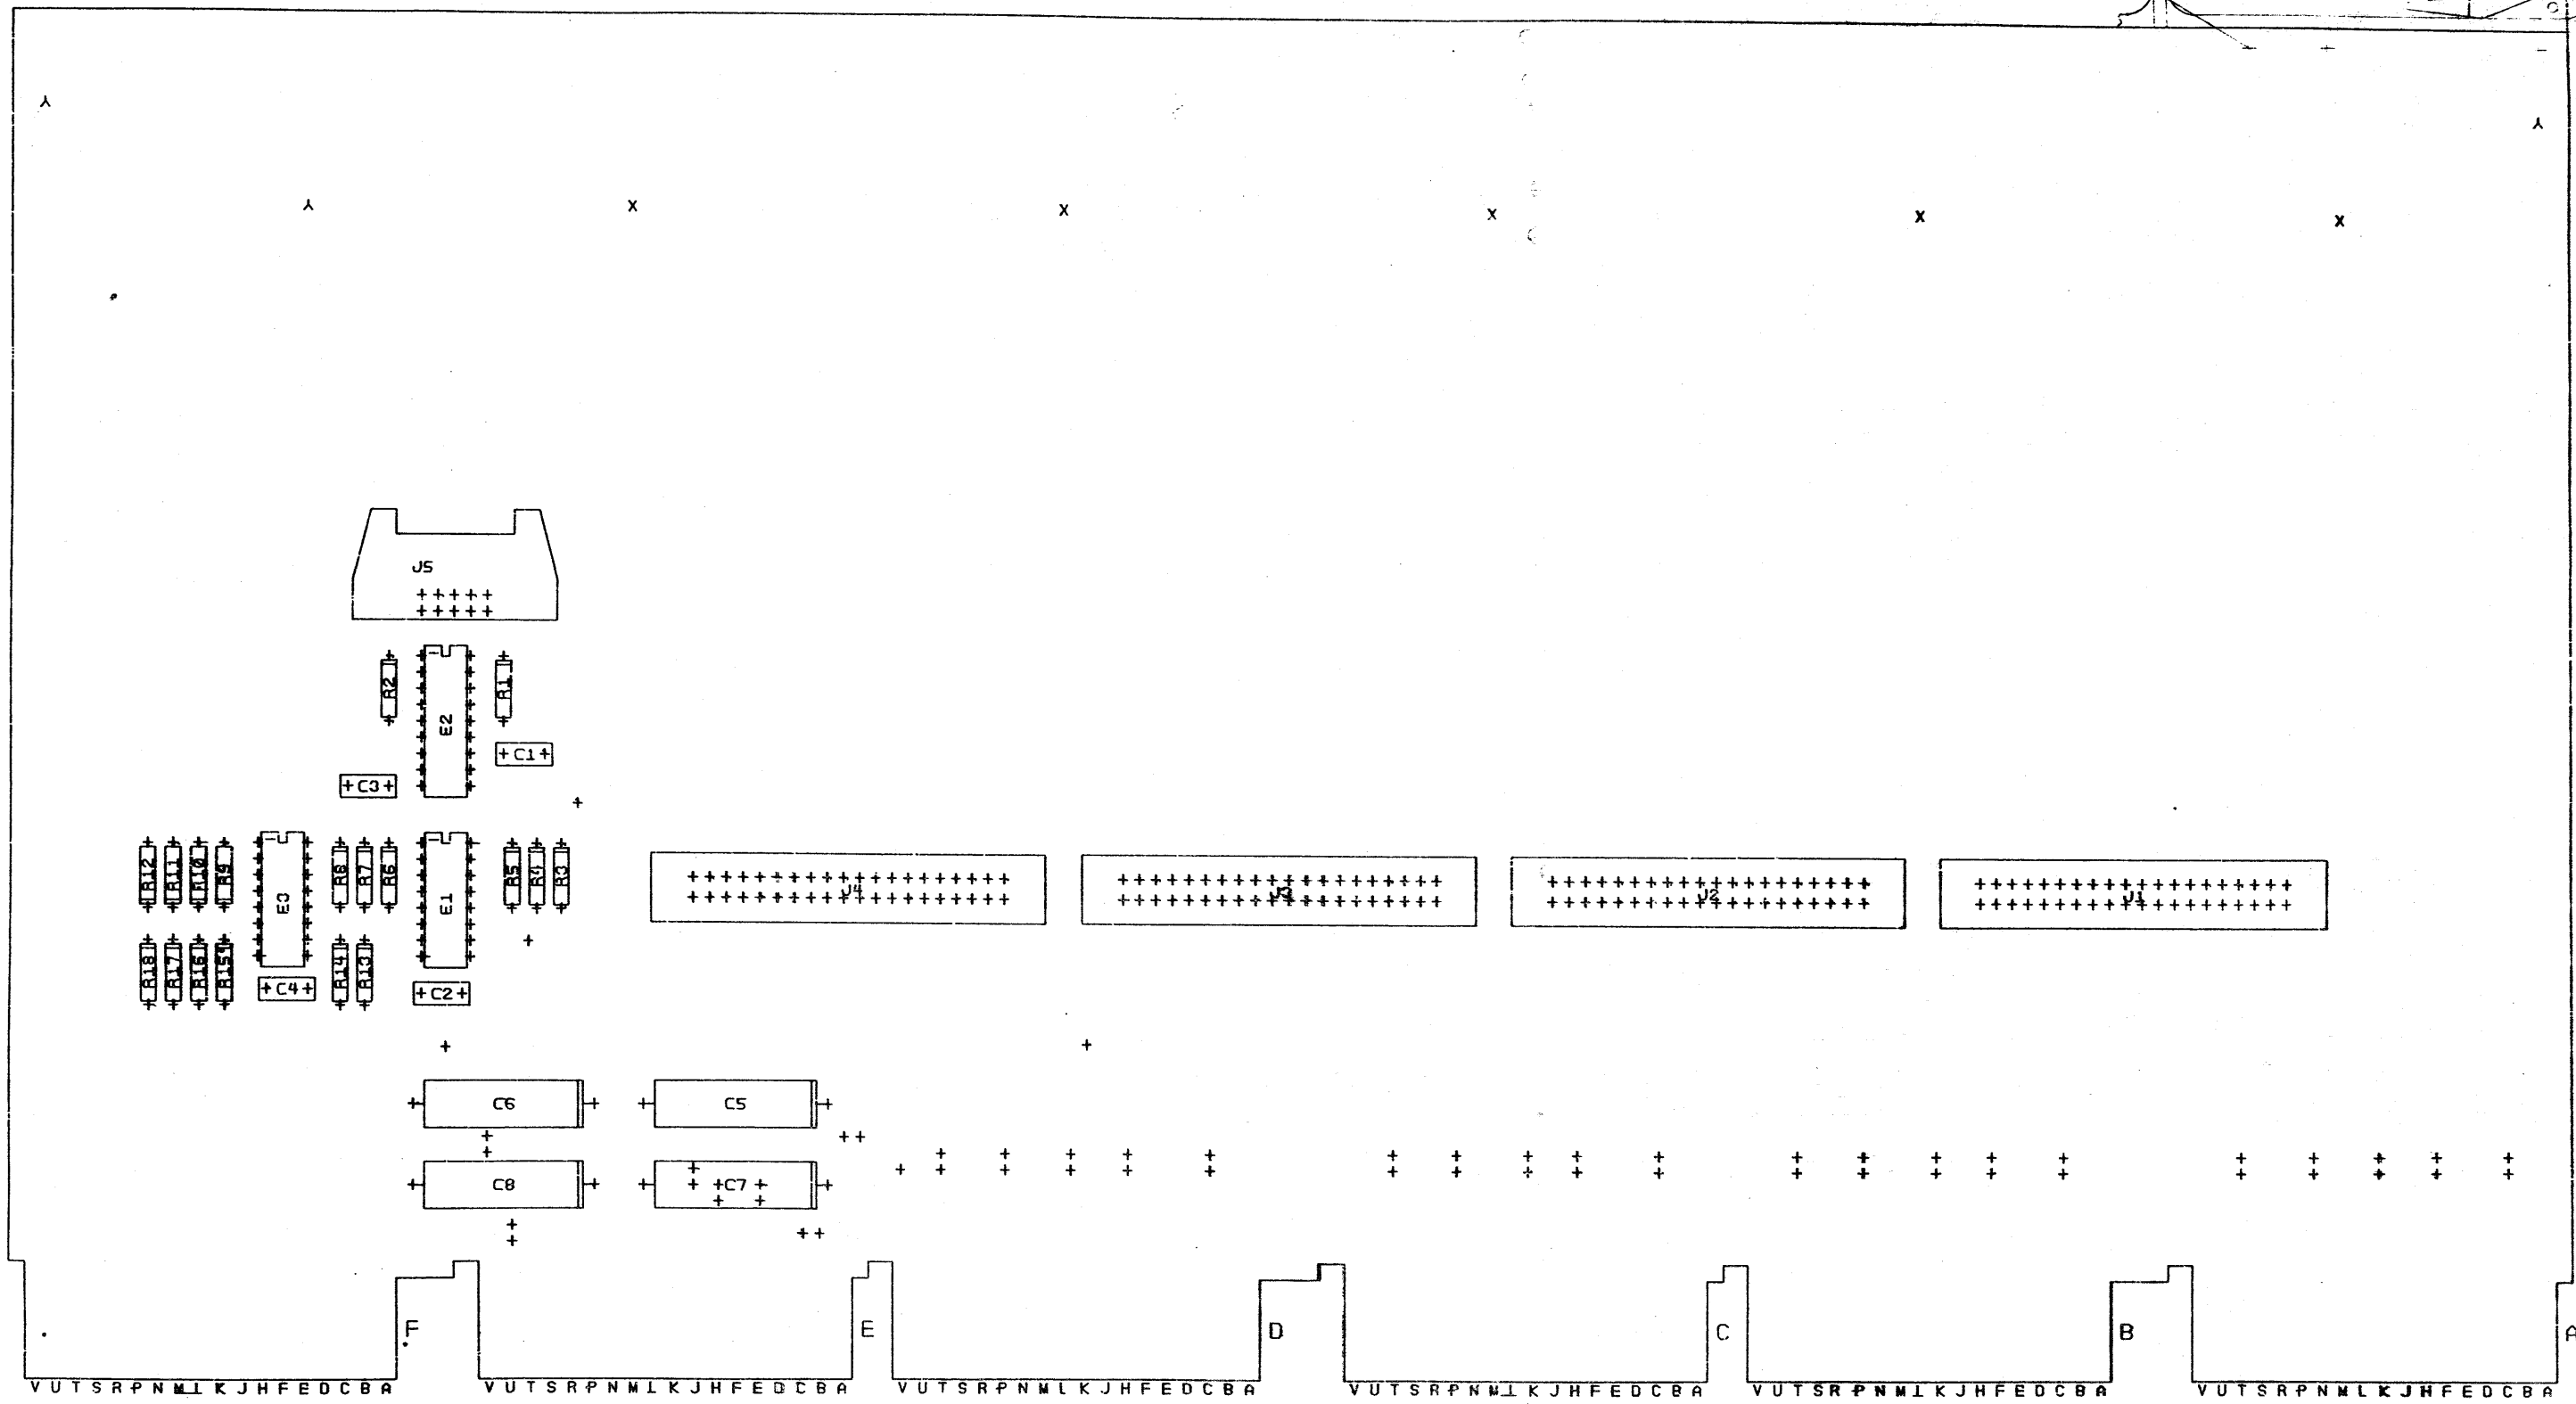 J5
R2
E2
R1
C1
C3
R12 R11 R10 R9
E3
R8 R7 R6
E1
R5 R4 R3
J4
J3
J2
J1
R18 R17 R16 R15
R14 R13
C4
C2
C6
C5
C8
C7
F
E
D
C
B
A
V U T S R P N M L K J H F E D C B A
V U T S R P N M L K J H F E D C B A
V U T S R P N M L K J H F E D C B A
V U T S R P N M L K J H F E D C B A
V U T S R P N M L K J H F E D C B A
V U T S R P N M L K J H F E D C B A